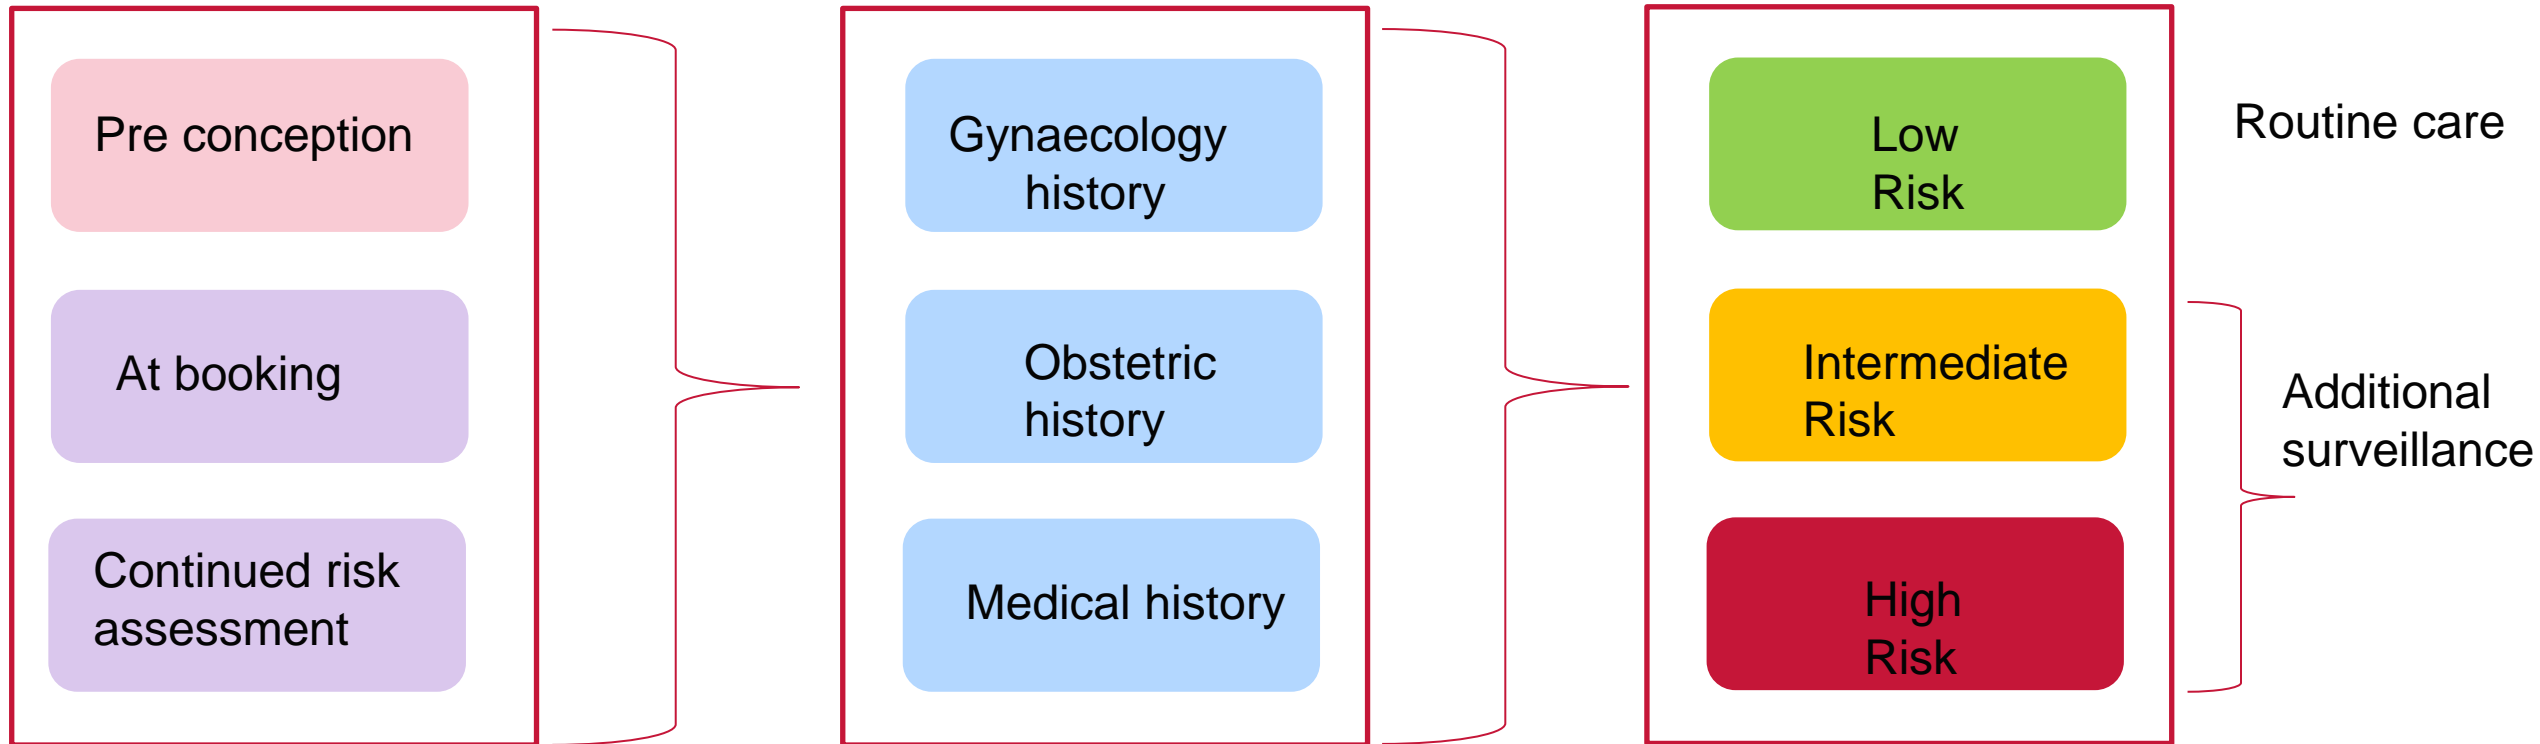 Pre conception
At booking
Continued risk
assessment
Gynaecology
history
Obstetric
history
Medical history
Low
Risk
Intermediate
Risk
High
Risk
Routine care
Additional
surveillance